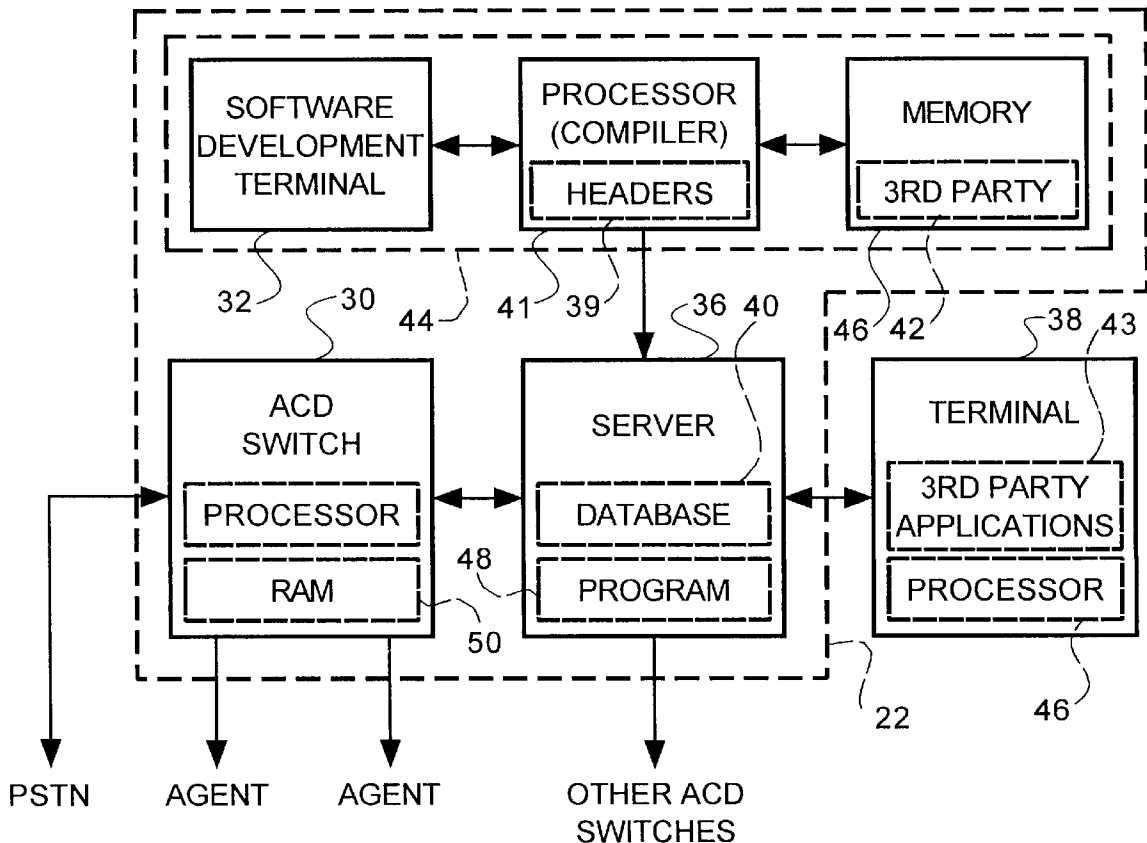 SOFTWARE
DEVELOPMENT
TERMINAL
PROCESSOR
(COMPILER)
HEADERS
MEMORY
3RD PARTY
32
30
44
41
39
36
40
46
42
38
43
ACD
SWITCH
PROCESSOR
RAM
SERVER
DATABASE
PROGRAM
TERMINAL
3RD PARTY
APPLICATIONS
PROCESSOR
48
50
22
46
PSTN
AGENT
AGENT
OTHER ACD
SWITCHES